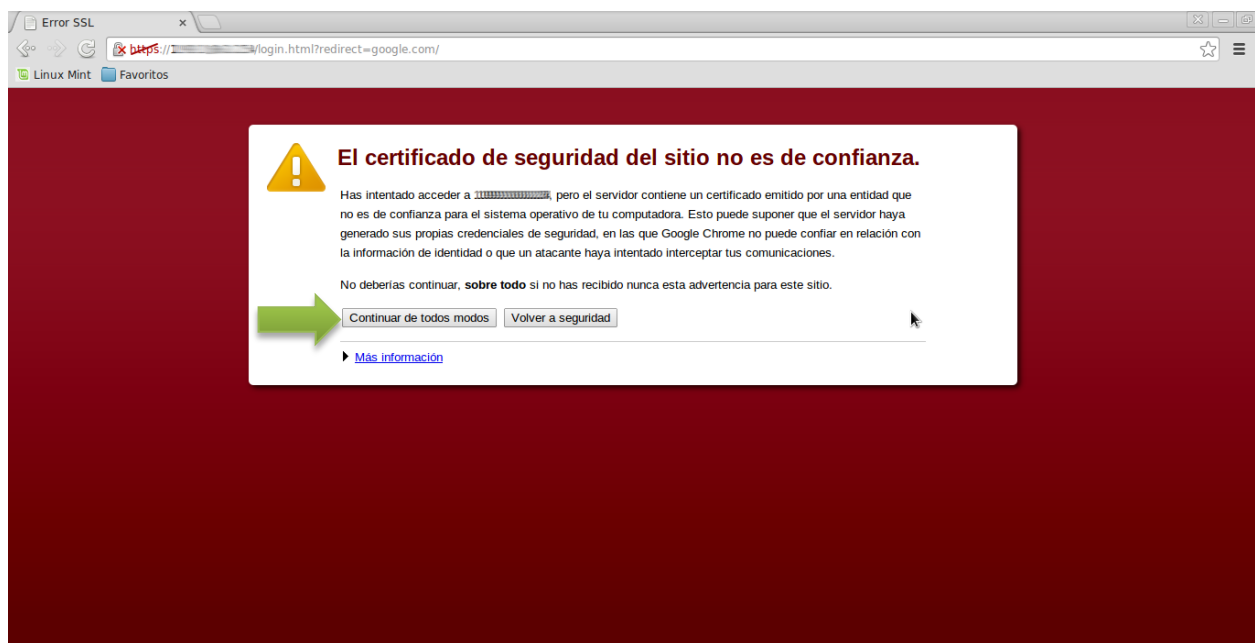 Error SSL
https:// /login.html?redirect=google.com/
Linux Mint Favoritos
El certificado de seguridad del sitio no es de confianza.
Has intentado acceder a , pero el servidor contiene un certificado emitido por una entidad que
no es de confianza para el sistema operativo de tu computadora. Esto puede suponer que el servidor haya
generado sus propias credenciales de seguridad, en las que Google Chrome no puede confiar en relación con
la información de identidad o que un atacante haya intentado interceptar tus comunicaciones.
No deberías continuar, sobre todo si no has recibido nunca esta advertencia para este sitio.
Continuar de todos modos Volver a seguridad
Más información